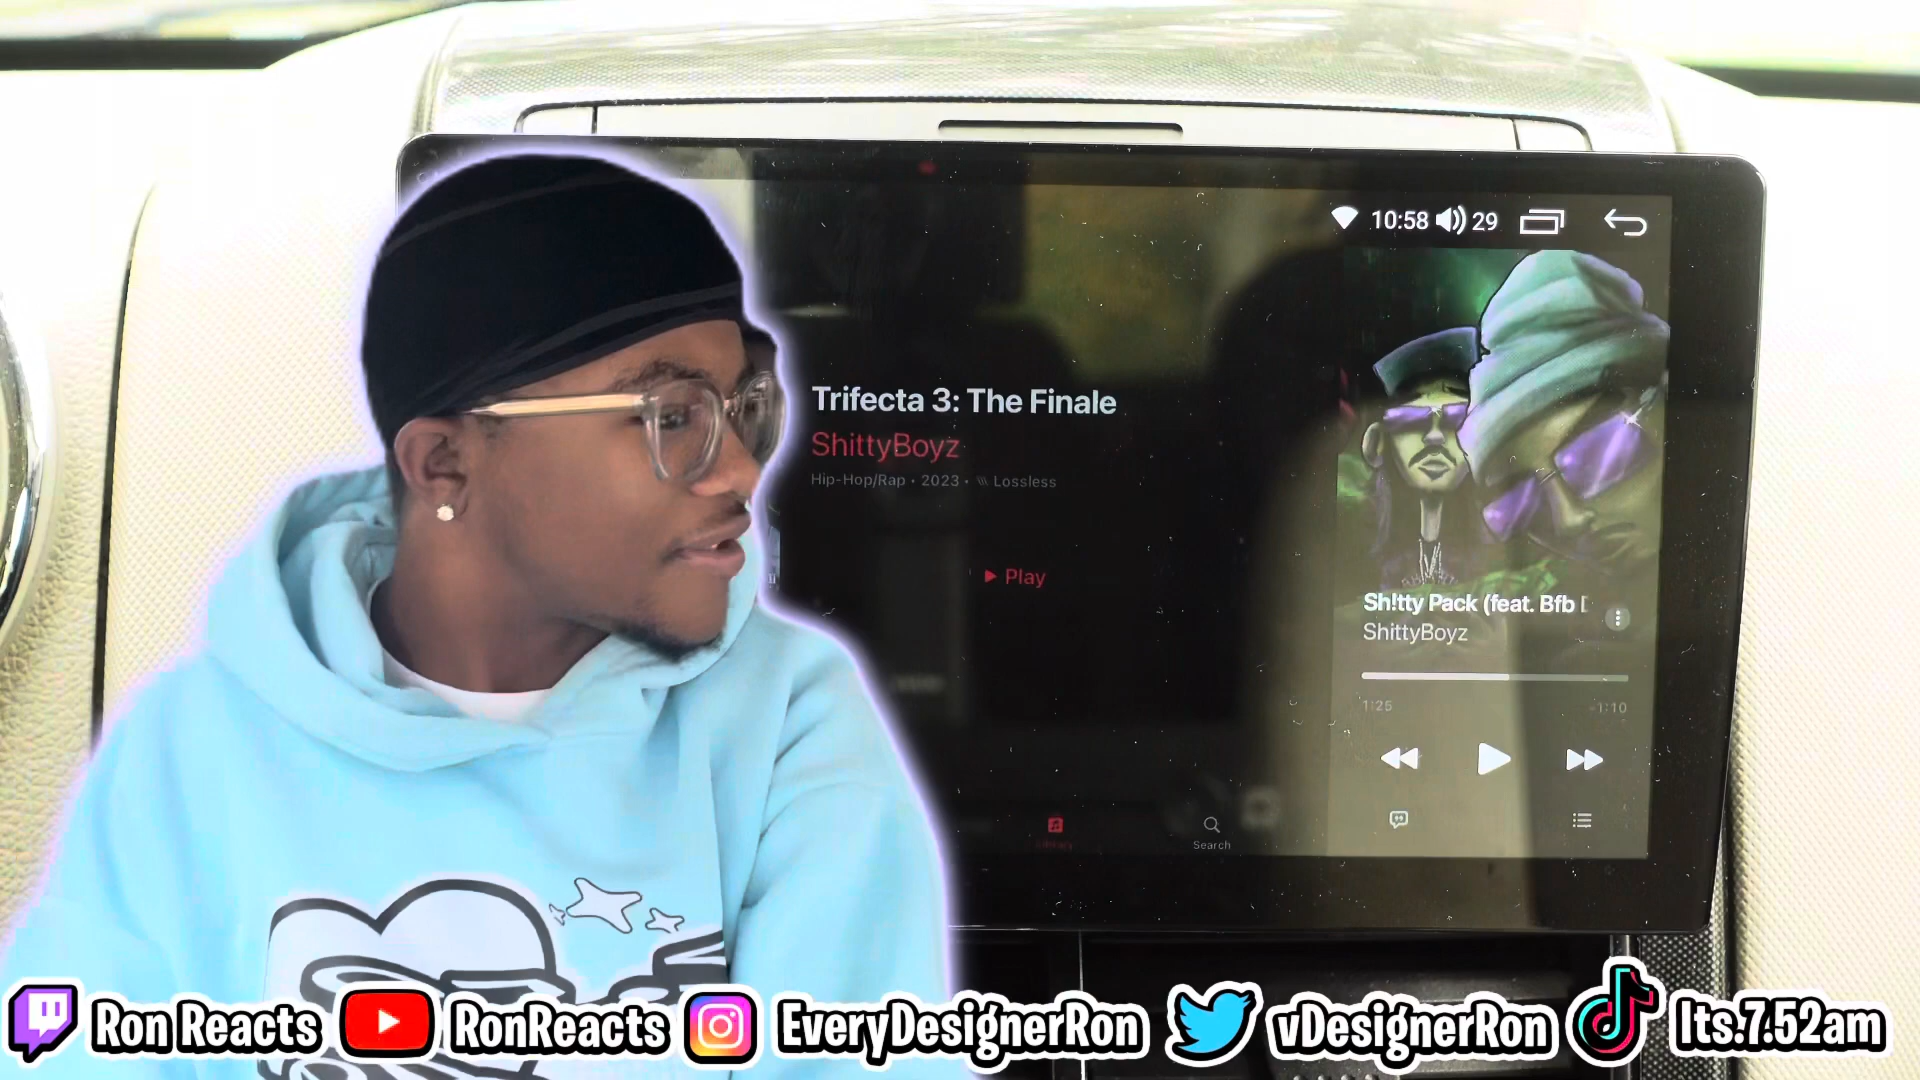 10:58 29
Trifecta 3: The Finale
ShittyBoyz
Hip-Hop/Rap • 2023 • Lossless
Play
Sh!tty Pack (feat. Bfb
ShittyBoyz
1:25 -1:10
Library
Search
Ron Reacts RonReacts EveryDesignerRon vDesignerRon Its.7.52am